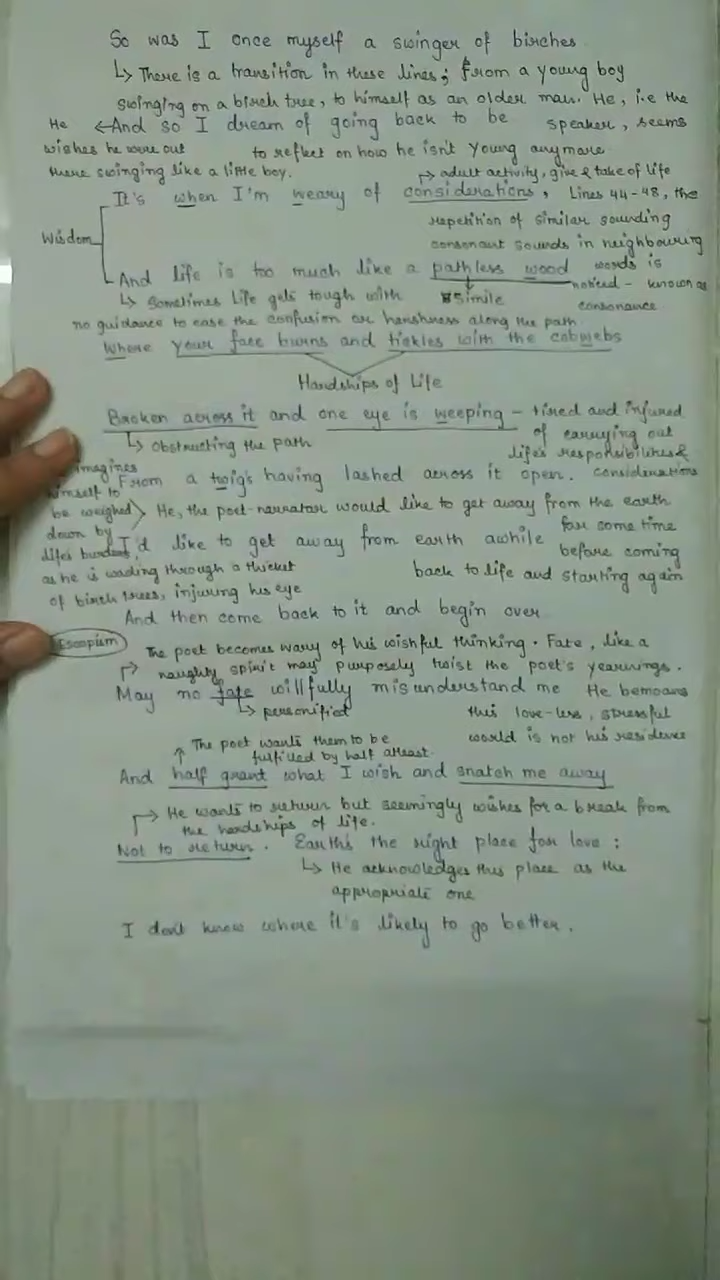 So was I once myself a swinger of birches
↳ There is a transition in these lines; from a young boy
swinging on a birch tree, to himself as an older man. He, i.e the
speaker, seems
to reflect on how he isn't young anymore
← And so I dream of going back to be
He
wishes he were out
there swinging like a little boy.
→ adult activity, give & take of life
It's when I'm weary of considerations,
Lines 44-48, the
repetition of similar sounding
consonant sounds in neighbouring
words is
noticed - known as
consonance
Wisdom
And life is too much like a pathless wood
Simile
↳ Sometimes Life gets tough with
no guidance to ease the confusion or harshness along the path
Where your face burns and tickles with the cobwebs
Hardships of Life
Broken across it and one eye is weeping - tired and injured
of carrying out
life's responsibilities &
considerations
↳ Obstructing the path
From a twig's having lashed across it open.
imagines
himself to
be weighed
down by
life's burdens,
as he is wading through a thicket
of birch trees, injuring his eye
He, the poet-narrator would like to get away from the earth
for some time
before coming
back to life and starting again
I'd like to get away from earth awhile
And then come back to it and begin over
Escapism
The poet becomes wary of his wishful thinking. Fate, like a
naughty spirit may purposely twist the poet's yearnings.
May no fate willfully misunderstand me
↳ personified
He bemoans
this love-less, stressful
world is not his residence
↑ The poet wants them to be
fulfilled by half atleast.
And half grant what I wish and snatch me away
→ He wants to return but seemingly wishes for a break from
the hardships of life.
Not to return. Earth's the right place for love:
↳ He acknowledges this place as the
appropriate one
I don't know where it's likely to go better.